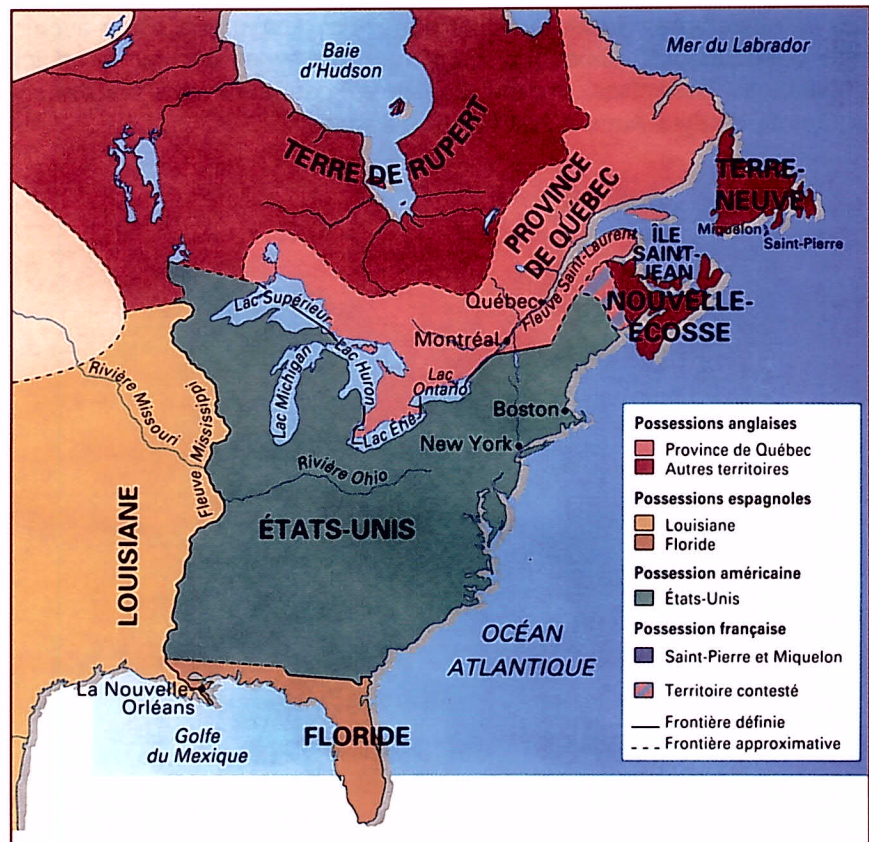 Baie
d'Hudson
Mer du Labrador
TERRE DE RUPERT
PROVINCE
DE QUÉBEC
TERRE-
NEUVE
Miquelon
Saint-Pierre
ÎLE
SAINT-
JEAN
Fleuve Saint-Laurent
Québec
NOUVELLE-
ECOSSE
Lac Supérieur
Montréal
Lac Michigan
Lac Huron
Lac
Ontario
Lac Érié
Boston
New York
Rivière Missouri
Fleuve Mississippi
Rivière Ohio
LOUISIANE
ÉTATS-UNIS
OCÉAN
ATLANTIQUE
La Nouvelle
Orléans
Golfe
du Mexique
FLORIDE
Possessions anglaises
Province de Québec
Autres territoires
Possessions espagnoles
Louisiane
Floride
Possession américaine
États-Unis
Possession française
Saint-Pierre et Miquelon
Territoire contesté
Frontière définie
Frontière approximative